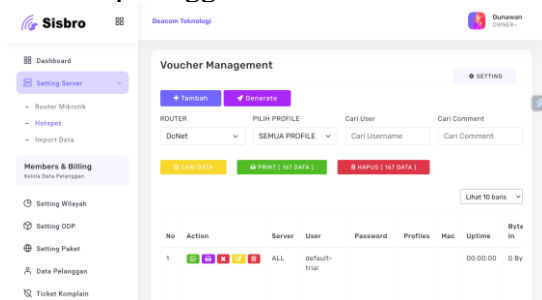 Sisbro
Dsacom Teknologi
Gunawan
OWNER~
Dashboard
Setting Server
- Router Mikrotik
- Hotspot
- Import Data
Members & Billing
Kelola Data Pelanggan
Setting Wilayah
Setting ODP
Setting Paket
Data Pelanggan
Ticket Komplain
Voucher Management
SETTING
+ Tambah
Generate
ROUTER
PILIH PROFILE
Cari User
Cari Comment
DcNet
SEMUA PROFILE
Cari Username
Cari Comment
CARI DATA
PRINT ( 167 DATA )
HAPUS ( 167 DATA )
Lihat 10 baris
No Action Server User Password Profiles Mac Uptime Byte In
1 ALL default-trial 00:00:00 0 By